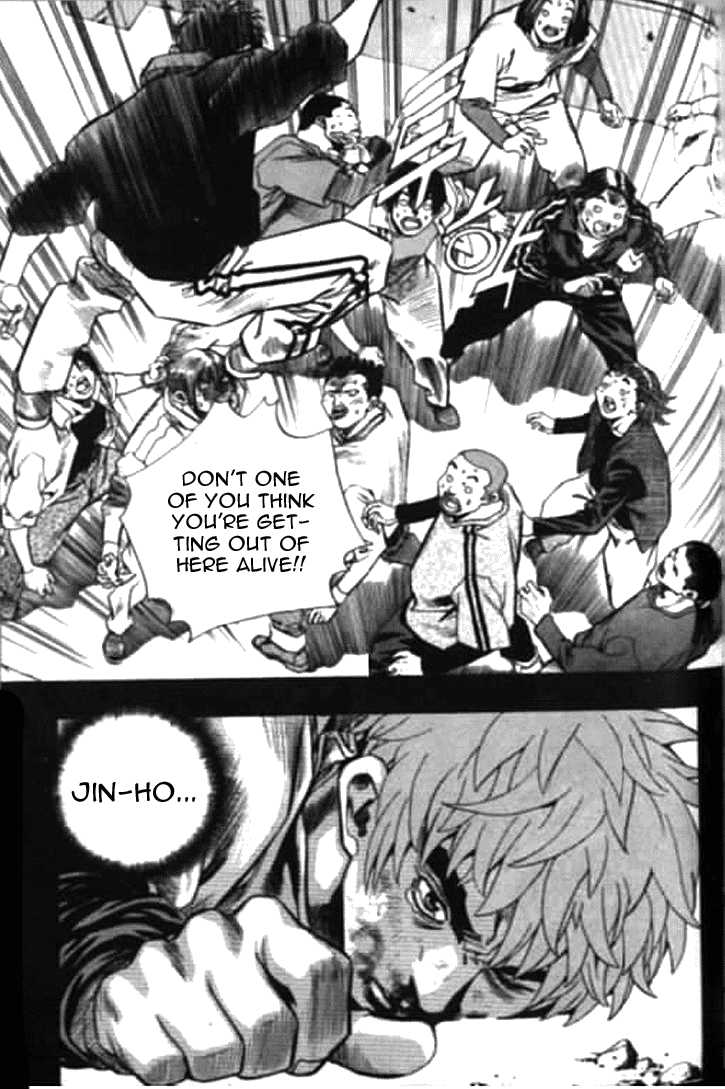 DON'T ONE
OF YOU THINK
YOU'RE GET-
TING OUT OF
HERE ALIVE!!
JIN-HO...